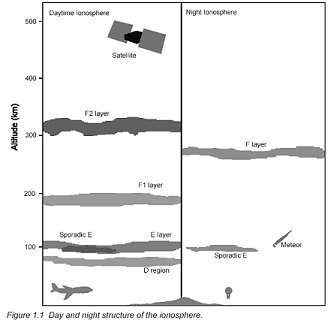 Daytime Ionosphere
Night Ionosphere
500
Satellite
400
F2 layer
Altitude (km)
300
F layer
200
F1 layer
Sporadic E
E layer
100
Meteor
Sporadic E
D region
Figure 1.1 Day and night structure of the ionosphere.